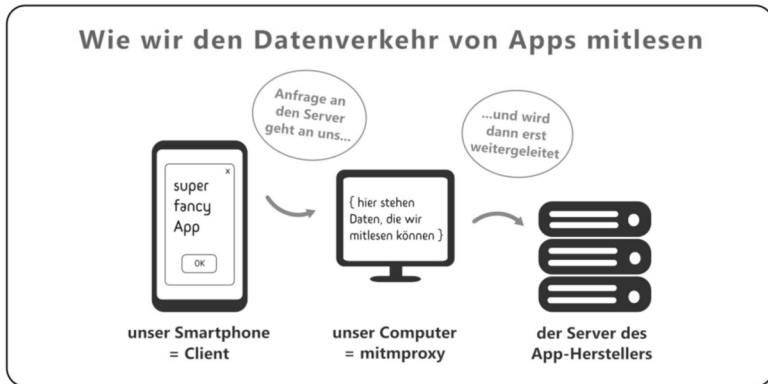 Wie wir den Datenverkehr von Apps mitlesen
Anfrage an
den Server
geht an uns...
...und wird
dann erst
weitergeleitet
x
super
fancy
App
OK
{ hier stehen
Daten, die wir
mitlesen können }
unser Smartphone
= Client
unser Computer
= mitmproxy
der Server des
App-Herstellers